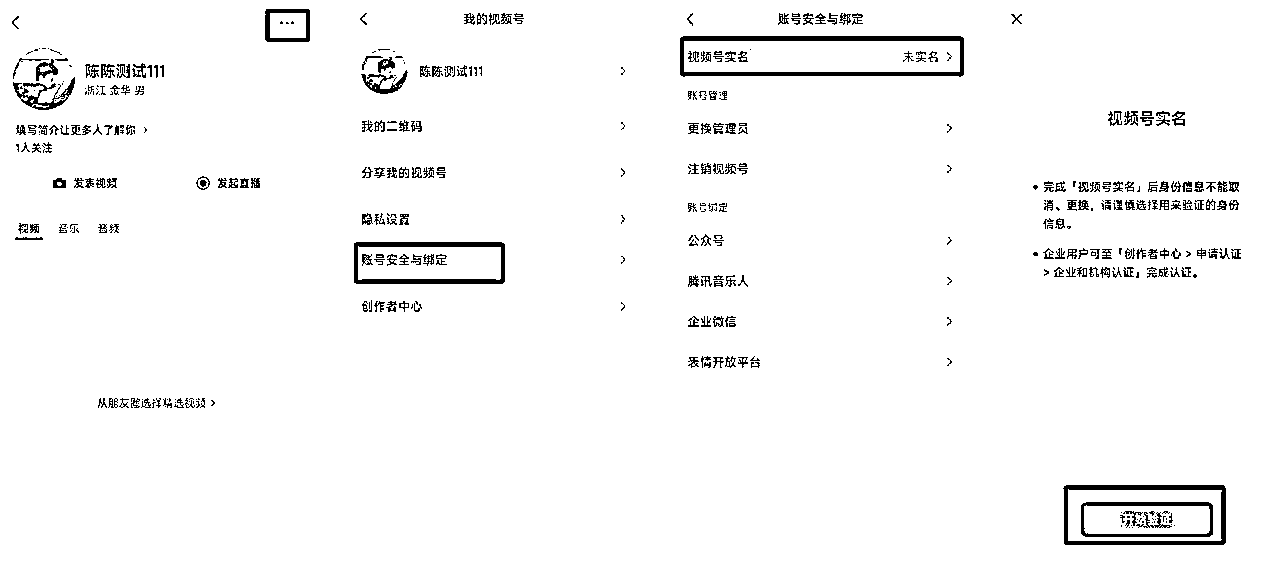 陈陈测试111
浙江 金华 男
填写简介让更多人了解你
1人关注
发表视频
发起直播
视频 音乐 音频
从朋友圈选择精选视频
我的视频号
陈陈测试111
我的二维码
分享我的视频号
隐私设置
账号安全与绑定
创作者中心
账号安全与绑定
视频号实名 未实名
账号管理
更换管理员
注销视频号
账号绑定
公众号
腾讯音乐人
企业微信
表情开放平台
视频号实名
• 完成「视频号实名」后身份信息不能取
消、更换，请谨慎选择用来验证的身份
信息。
• 企业用户可至「创作者中心 > 申请认证
> 企业和机构认证」完成认证。
开始验证